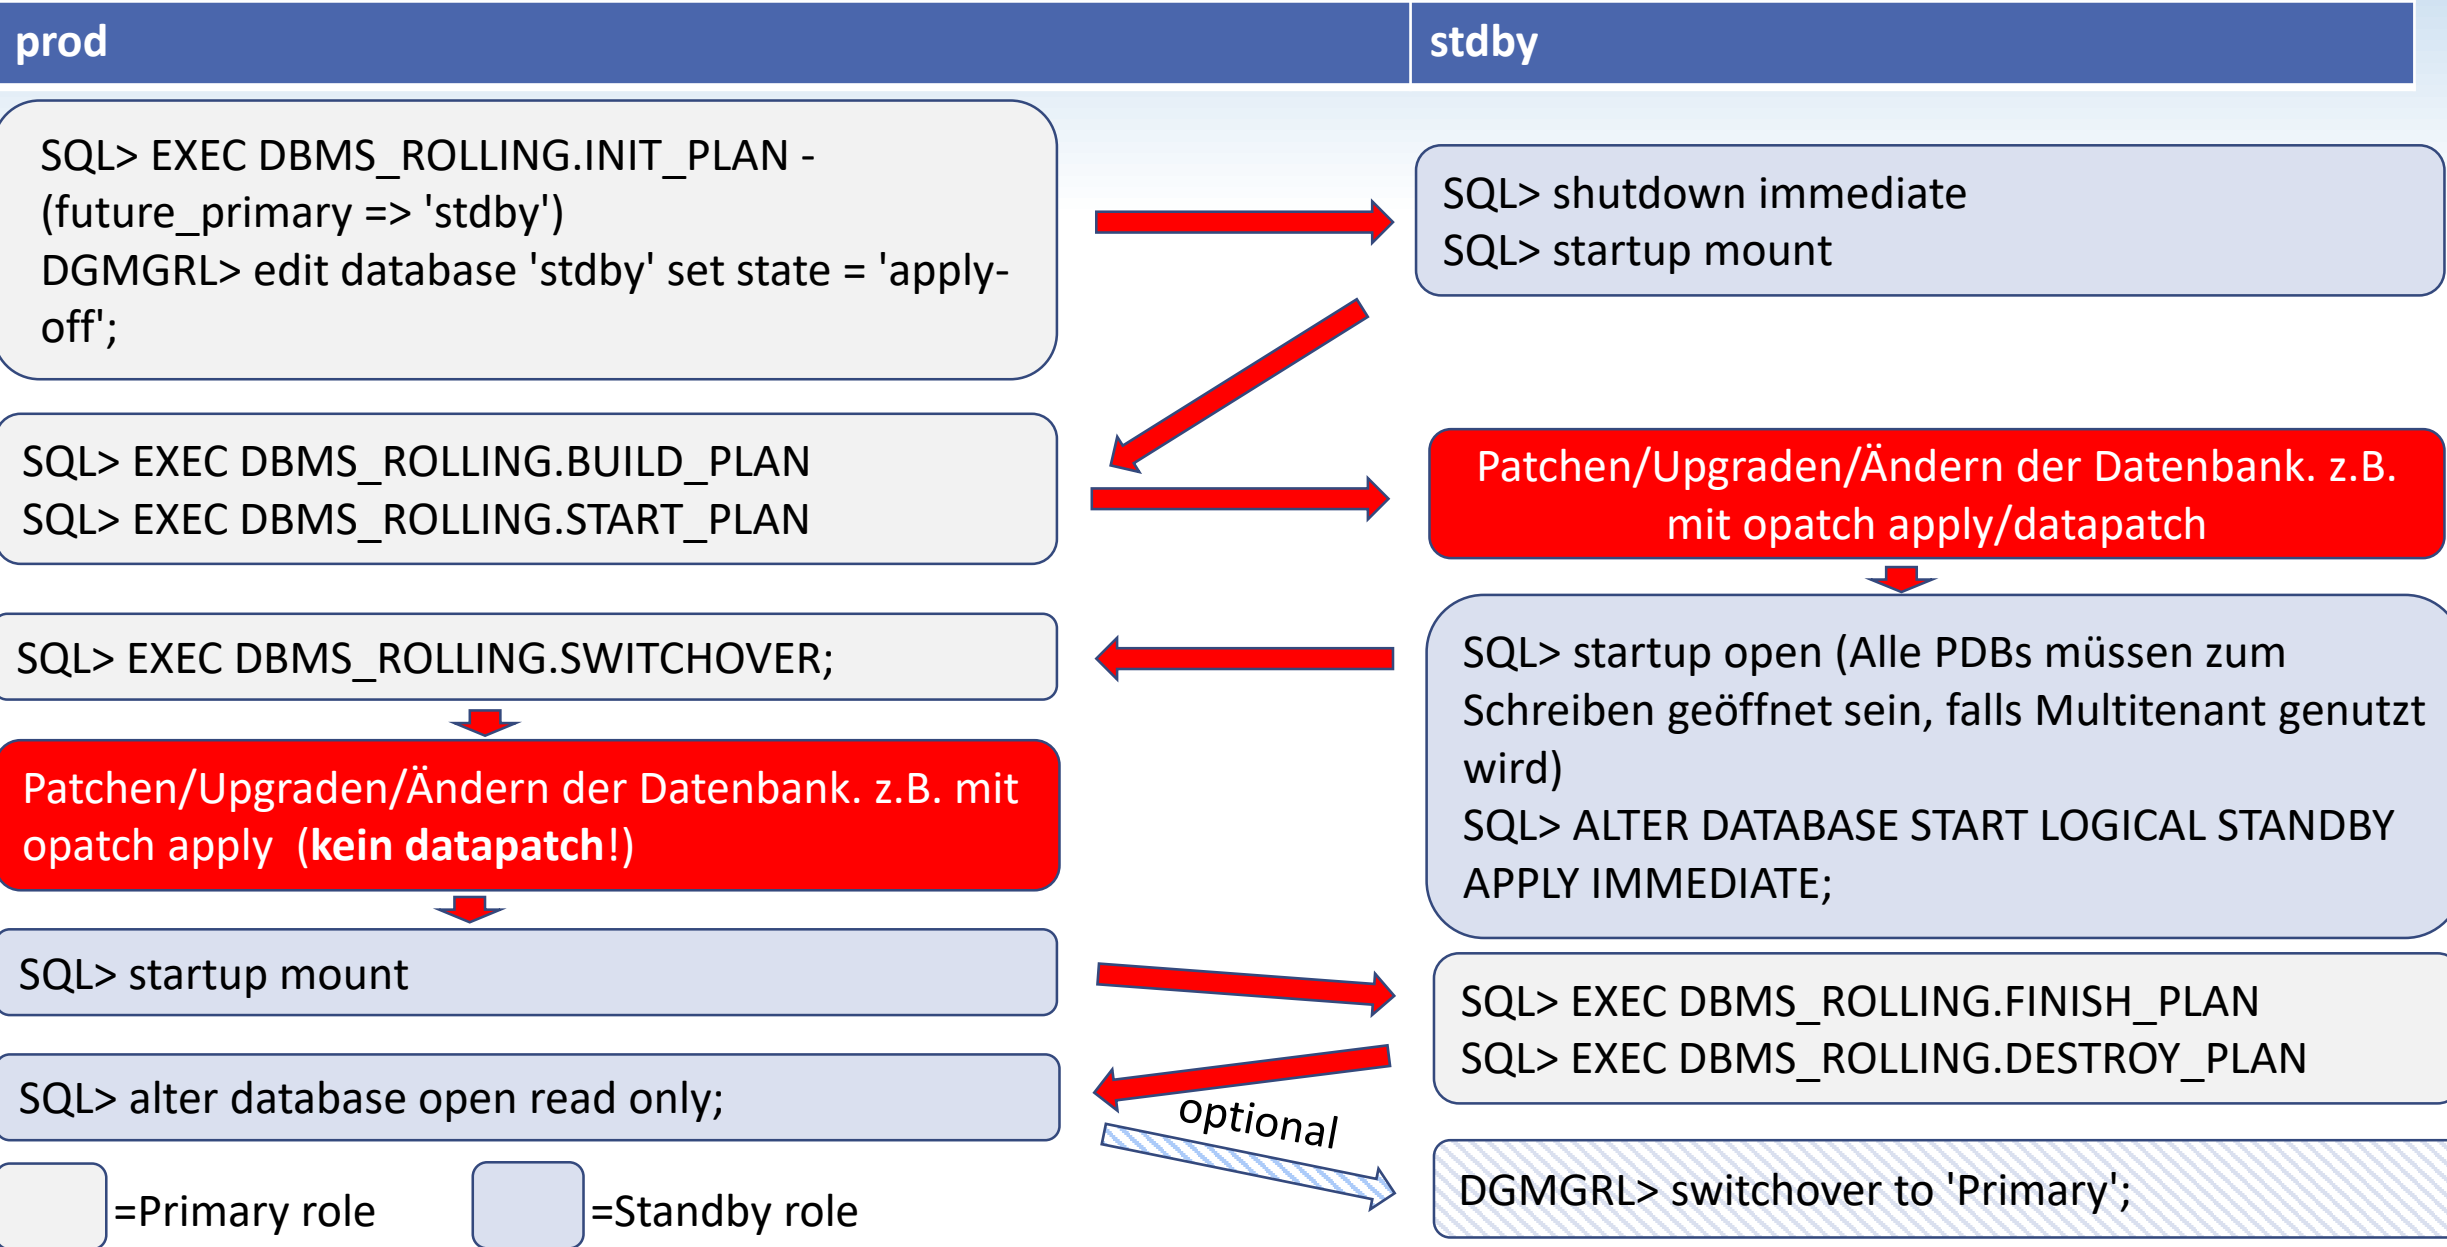 prod
stdby
SQL> EXEC DBMS_ROLLING.INIT_PLAN -
(future_primary => 'stdby')
DGMGRL> edit database 'stdby' set state = 'apply-
off';
SQL> shutdown immediate
SQL> startup mount
SQL> EXEC DBMS_ROLLING.BUILD_PLAN
SQL> EXEC DBMS_ROLLING.START_PLAN
Patchen/Upgraden/Ändern der Datenbank. z.B.
mit opatch apply/datapatch
SQL> startup open (Alle PDBs müssen zum
Schreiben geöffnet sein, falls Multitenant genutzt
wird)
SQL> ALTER DATABASE START LOGICAL STANDBY
APPLY IMMEDIATE;
SQL> EXEC DBMS_ROLLING.SWITCHOVER;
Patchen/Upgraden/Ändern der Datenbank. z.B. mit
opatch apply (kein datapatch!)
SQL> startup mount
SQL> EXEC DBMS_ROLLING.FINISH_PLAN
SQL> EXEC DBMS_ROLLING.DESTROY_PLAN
SQL> alter database open read only;
optional
DGMGRL> switchover to 'Primary';
=Primary role
=Standby role